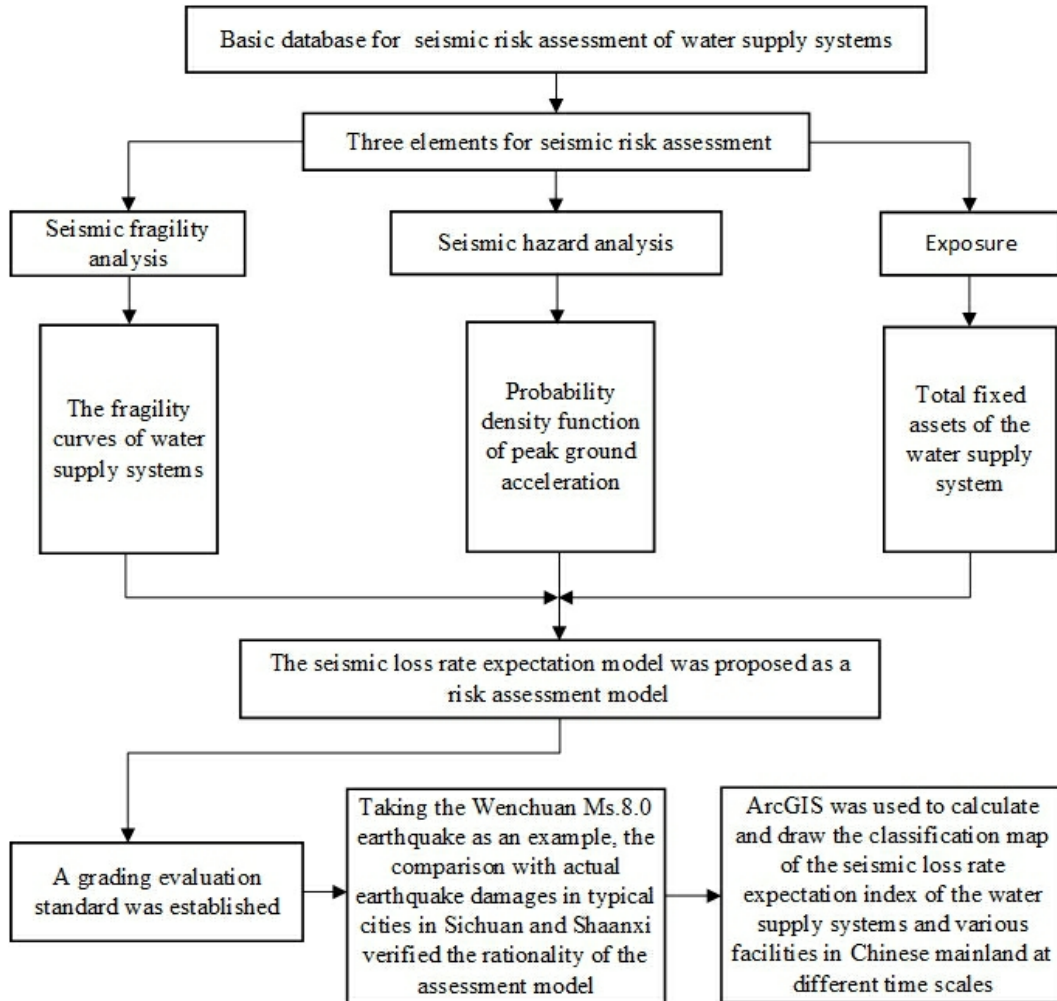 Basic database for seismic risk assessment of water supply systems
Three elements for seismic risk assessment
Seismic fragility
analysis
Seismic hazard analysis
Exposure
The fragility
curves of water
supply systems
Probability
density function
of peak ground
acceleration
Total fixed
assets of the
water supply
system
The seismic loss rate expectation model was proposed as a
risk assessment model
A grading evaluation
standard was established
Taking the Wenchuan Ms.8.0
earthquake as an example, the
comparison with actual
earthquake damages in typical
cities in Sichuan and Shaanxi
verified the rationality of the
assessment model
ArcGIS was used to calculate
and draw the classification map
of the seismic loss rate
expectation index of the water
supply systems and various
facilities in Chinese mainland at
different time scales